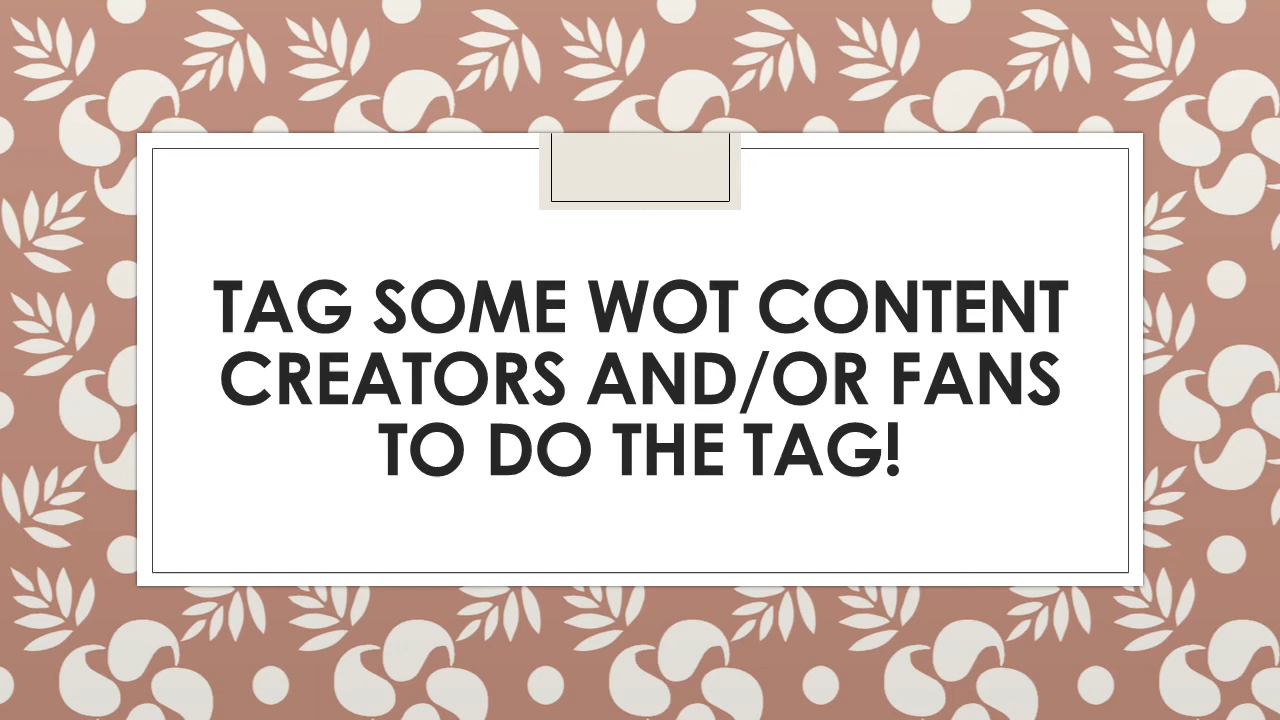 TAG SOME WOT CONTENT
CREATORS AND/OR FANS
TO DO THE TAG!